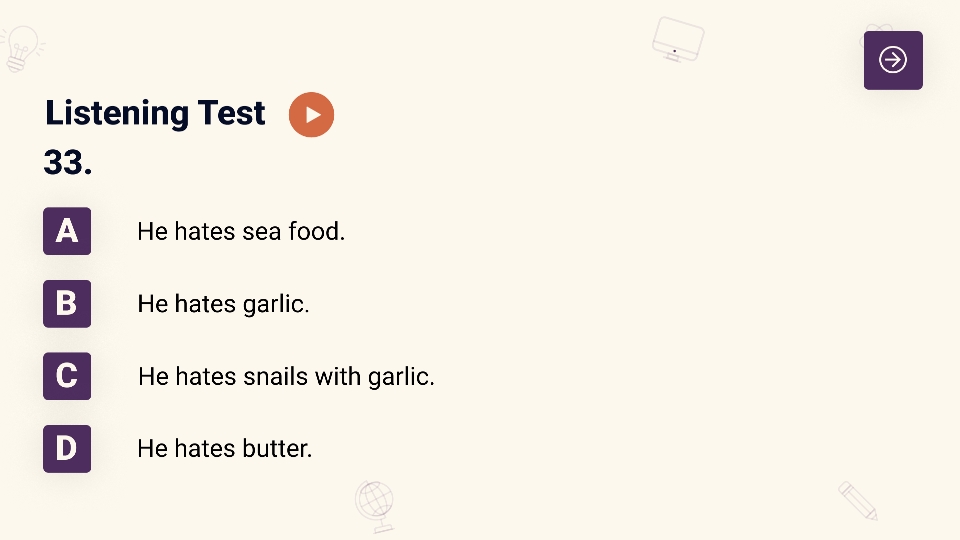 Listening Test
33.
A He hates sea food.
B He hates garlic.
C He hates snails with garlic.
D He hates butter.